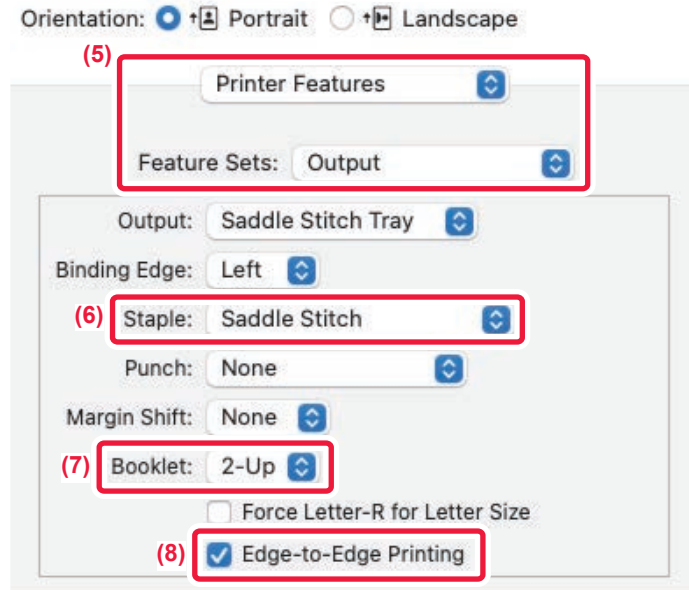 Orientation: Portrait Landscape
(5)
Printer Features
Feature Sets: Output
Output: Saddle Stitch Tray
Binding Edge: Left
(6) Staple: Saddle Stitch
Punch: None
Margin Shift: None
(7) Booklet: 2-Up
Force Letter-R for Letter Size
(8) Edge-to-Edge Printing